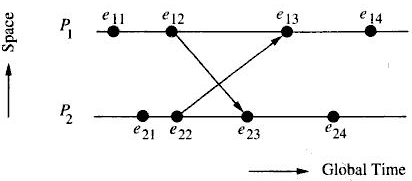 Space
P1 e11 e12 e13 e14
P2 e21 e22 e23 e24
Global Time